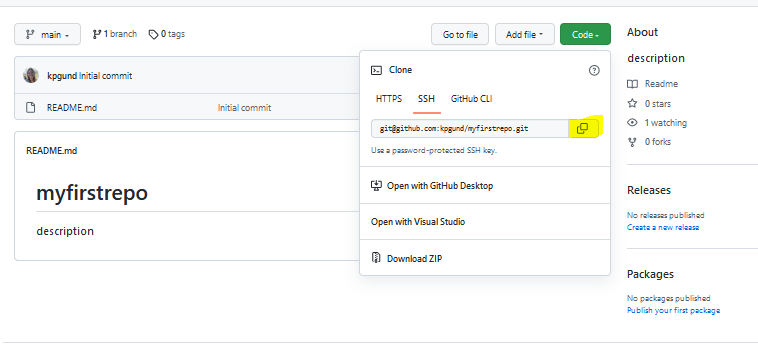 main
1 branch
0 tags
Go to file
Add file
Code
kpgund Initial commit
README.md
Initial commit
README.md
myfirstrepo
description
Clone
HTTPS
SSH
GitHub CLI
git@github.com:kpgund/myfirstrepo.git
Use a password-protected SSH key.
Open with GitHub Desktop
Open with Visual Studio
Download ZIP
About
description
Readme
0 stars
1 watching
0 forks
Releases
No releases published
Create a new release
Packages
No packages published
Publish your first package